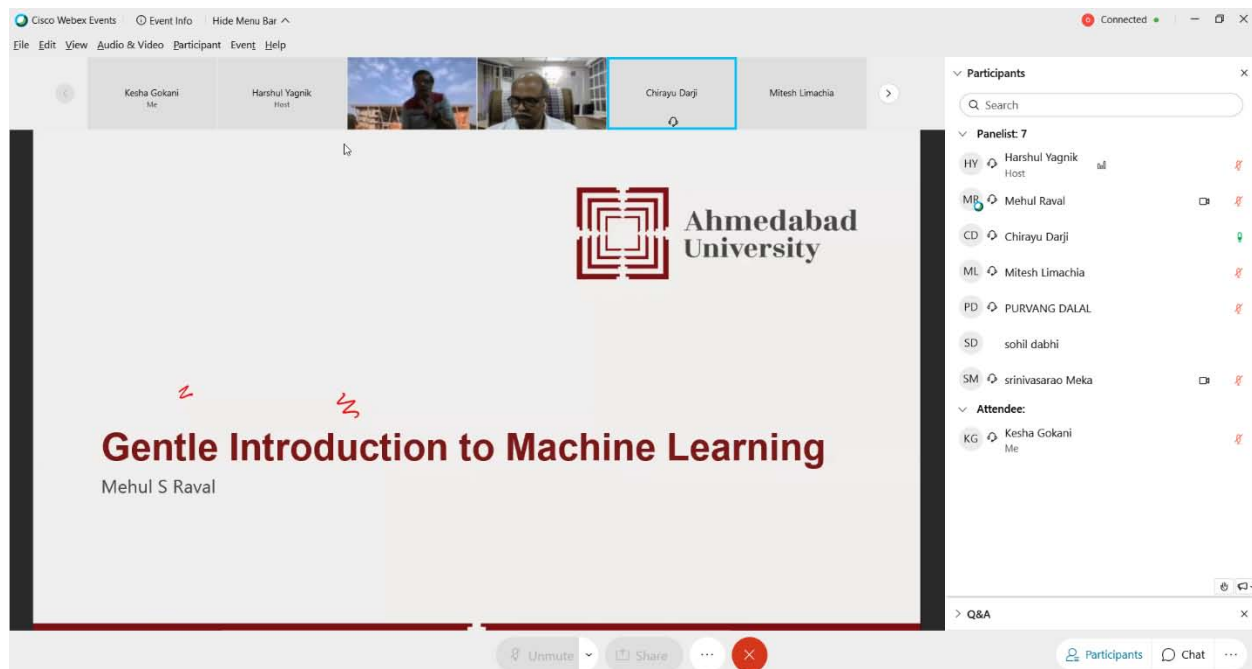 Cisco Webex Events Event Info Hide Menu Bar Connected
File Edit View Audio & Video Participant Event Help
Kesha Gokani
Me
Harshul Yagnik
Host
Chirayu Darji
Mitesh Limachia
Ahmedabad
University
Gentle Introduction to Machine Learning
Mehul S Raval
Participants
Search
Panelist: 7
HY Harshul Yagnik
Host
MR Mehul Raval
CD Chirayu Darji
ML Mitesh Limachia
PD PURVANG DALAL
SD sohil dabhi
SM srinivasarao Meka
Attendee:
KG Kesha Gokani
Me
Q&A
Unmute Share
Participants Chat